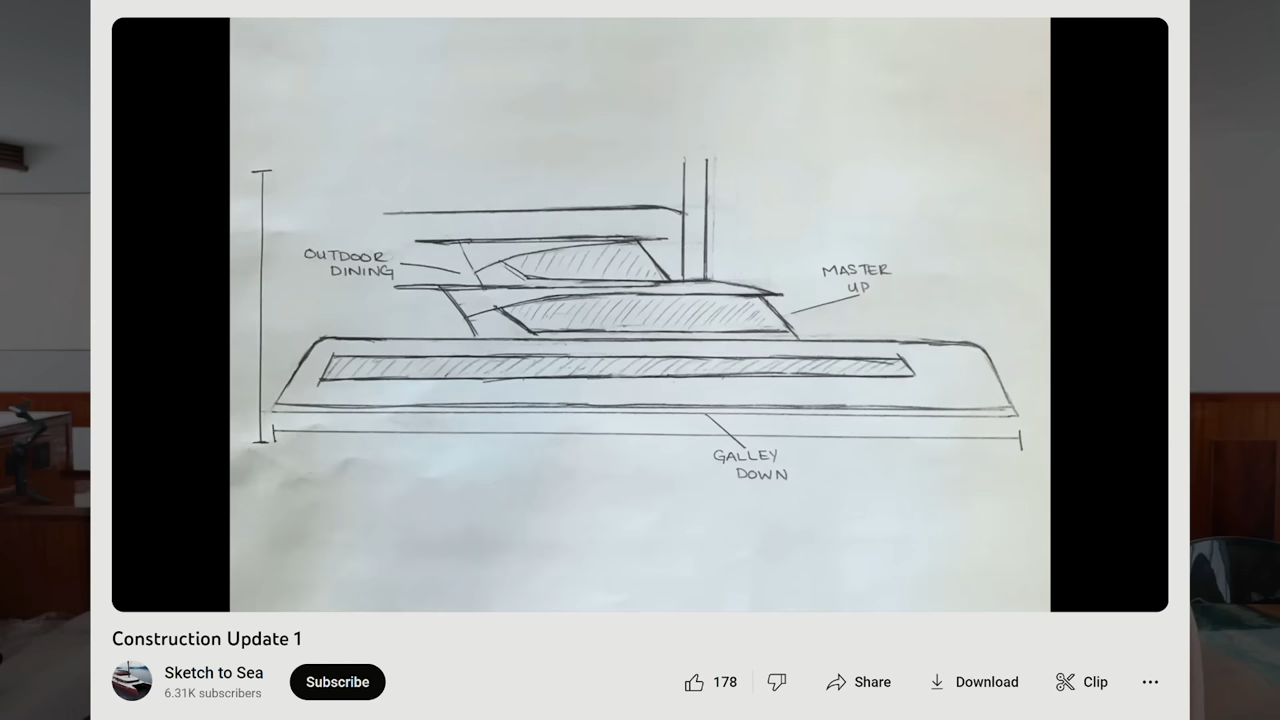 OUTDOOR
DINING
MASTER
UP
GALLEY
DOWN
Construction Update 1
Sketch to Sea
6.31K subscribers
Subscribe
178
Share
Download
Clip